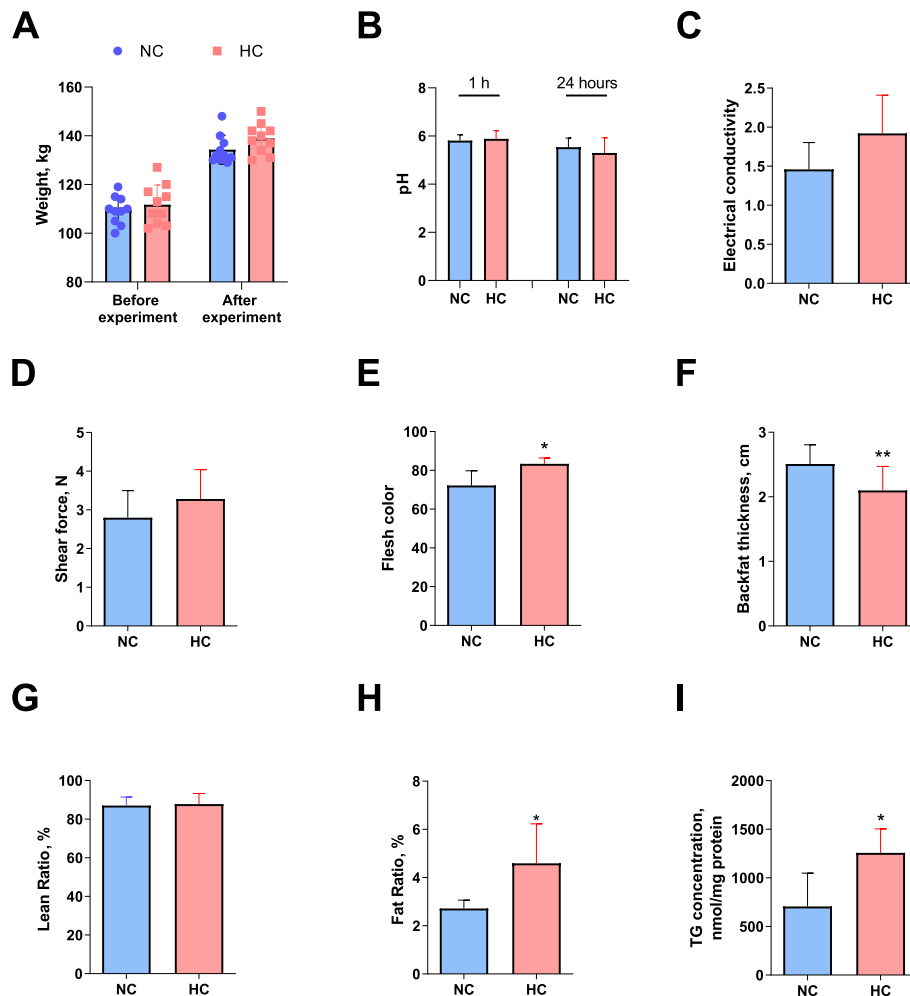 A
NC HC
Weight, kg
160
140
120
100
80
Before
experiment
After
experiment
B
1 h
24 hours
pH
8
6
4
2
0
NC HC NC HC
C
Electrical conductivity
2.5
2.0
1.5
1.0
0.5
0.0
NC HC
D
Shear force, N
5
4
3
2
1
0
NC HC
E
Flesh color
100
80
60
40
20
0
*
NC HC
F
Backfat thickness, cm
3
2
1
0
**
NC HC
G
Lean Ratio, %
100
80
60
40
20
0
NC HC
H
Fat Ratio, %
8
6
4
2
0
*
NC HC
I
TG concentration,
nmol/mg protein
2000
1500
1000
500
0
*
NC HC